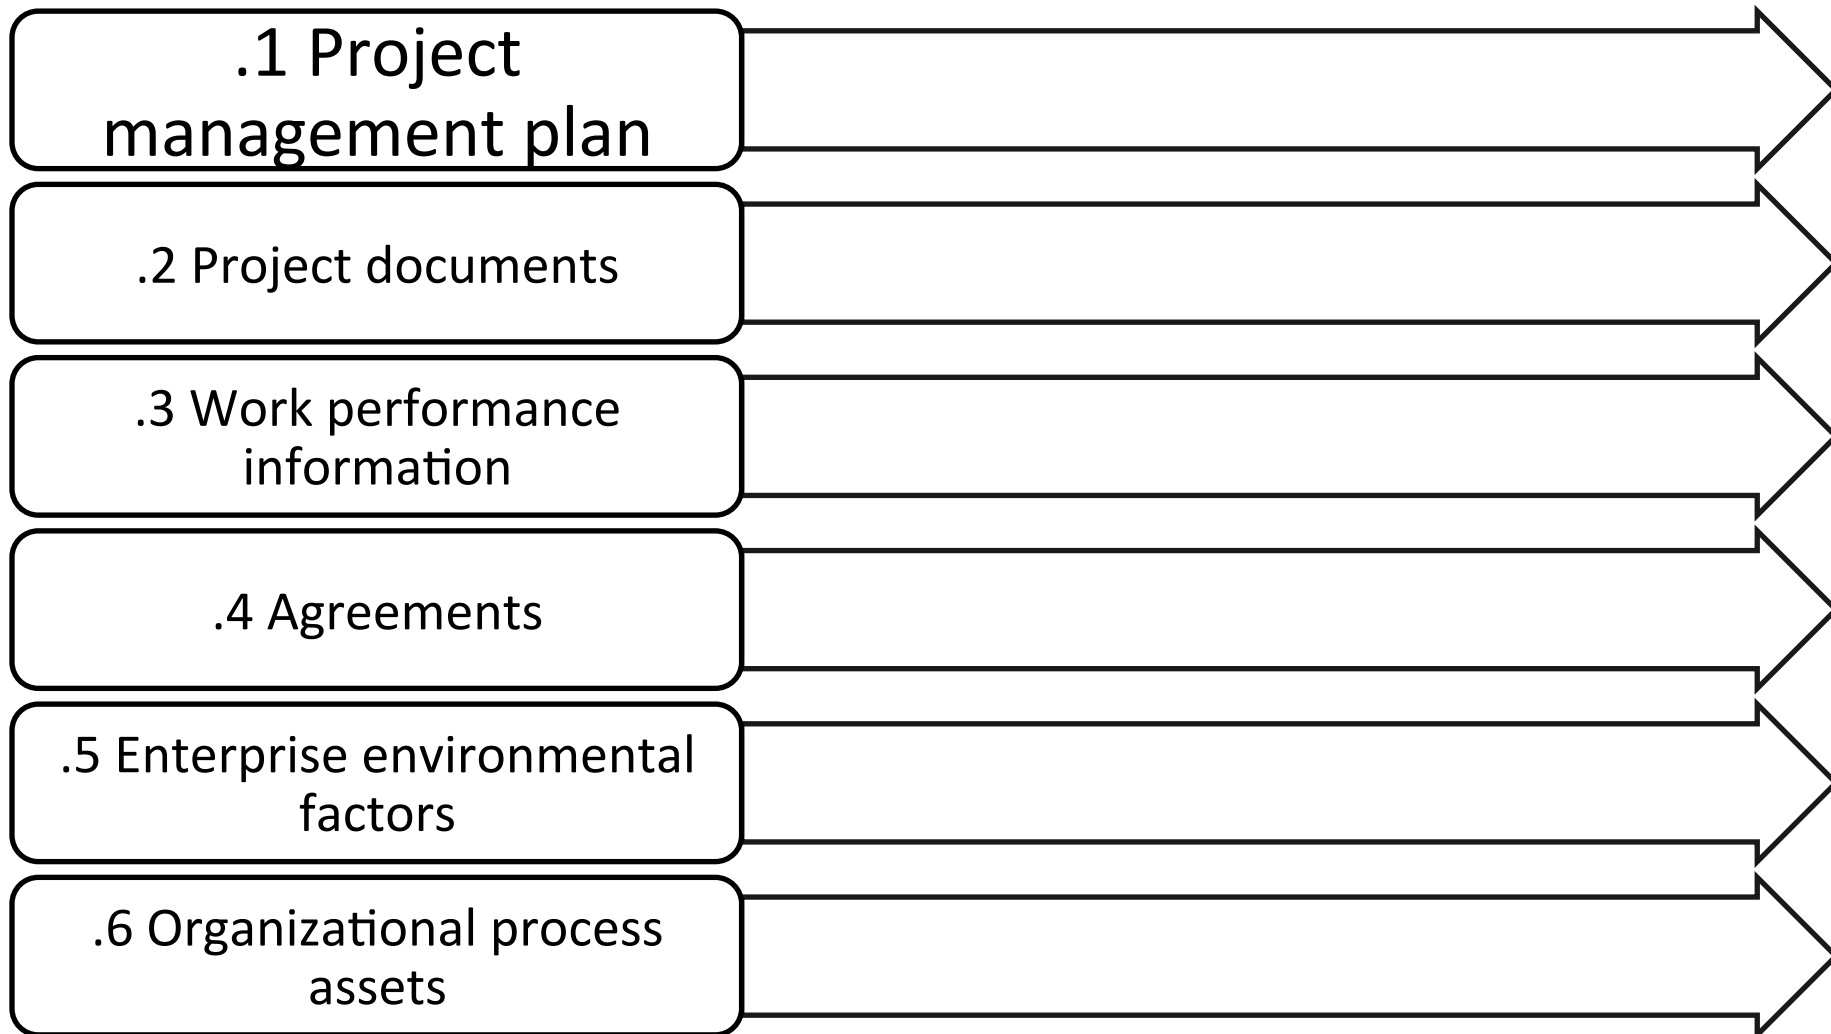 .1 Project
management plan
.2 Project documents
.3 Work performance
information
.4 Agreements
.5 Enterprise environmental
factors
.6 Organizational process
assets